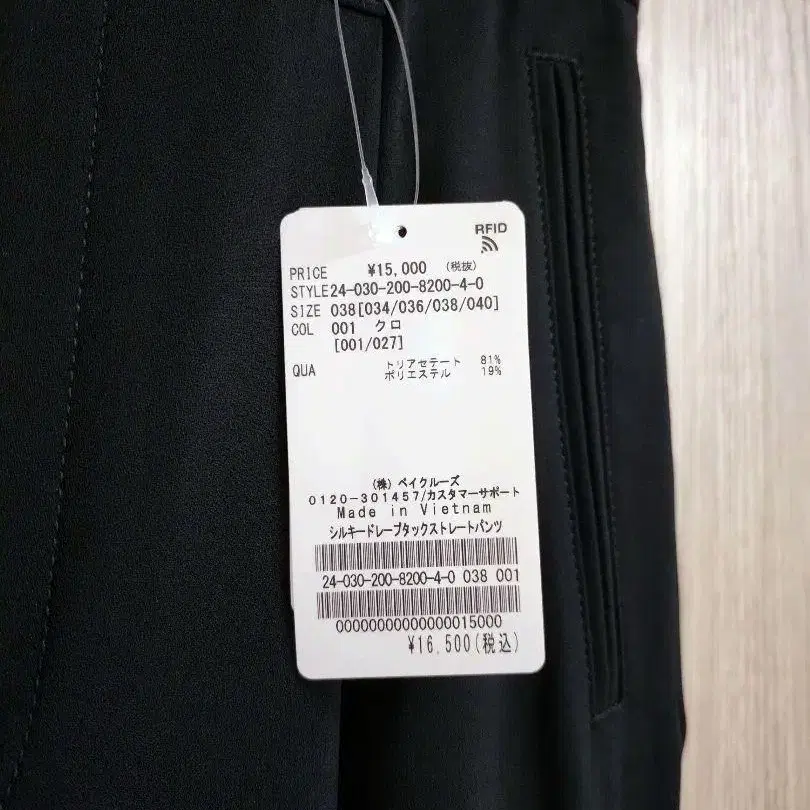 RFID
PRICE ¥15,000 (税抜)
STYLE24-030-200-8200-4-0
SIZE 038[034/036/038/040]
COL 001 クロ
[001/027]
QUA トリアセテート 81%
ポリエステル 19%
(株) ベイクルーズ
0120-301457/カスタマーサポート
Made in Vietnam
シルキードレープタックストレートパンツ
24-030-200-8200-4-0 038 001
00000000000000015000
¥16,500(税込)